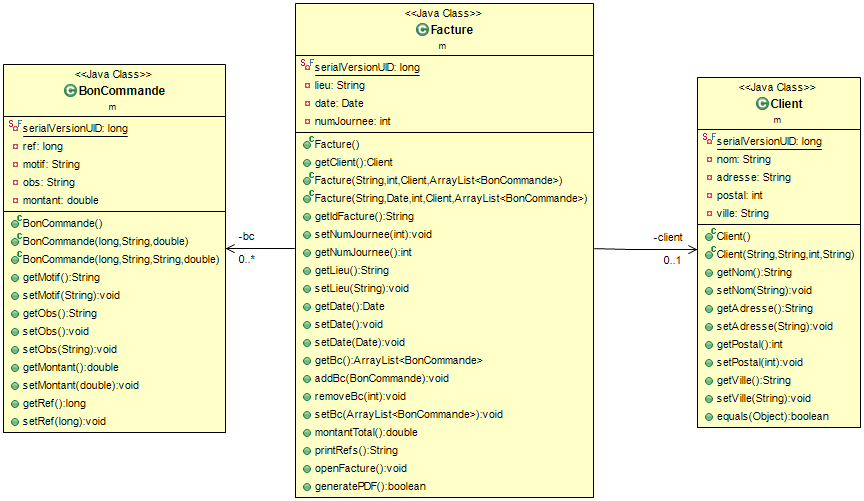 <<Java Class>>
BonCommande
m
serialVersionUID: long
ref: long
motif: String
obs: String
montant: double
BonCommande()
BonCommande(long,String,double)
BonCommande(long,String,String,double)
getMotif():String
setMotif(String):void
getObs():String
setObs():void
setObs(String):void
getMontant():double
setMontant(double):void
getRef():long
setRef(long):void
-bc
0..*
<<Java Class>>
Facture
m
serialVersionUID: long
lieu: String
date: Date
numJournee: int
Facture()
getClient():Client
Facture(String,int,Client,ArrayList<BonCommande>)
Facture(String,Date,int,Client,ArrayList<BonCommande>)
getIdFacture():String
setNumJournee(int):void
getNumJournee():int
getLieu():String
setLieu(String):void
getDate():Date
setDate():void
setDate(Date):void
getBc():ArrayList<BonCommande>
addBc(BonCommande):void
removeBc(int):void
setBc(ArrayList<BonCommande>):void
montantTotal():double
printRefs():String
openFacture():void
generatePDF():boolean
-client
0..1
<<Java Class>>
Client
m
serialVersionUID: long
nom: String
adresse: String
postal: int
ville: String
Client()
Client(String,String,int,String)
getNom():String
setNom(String):void
getAdresse():String
setAdresse(String):void
getPostal():int
setPostal(int):void
getVille():String
setVille(String):void
equals(Object):boolean